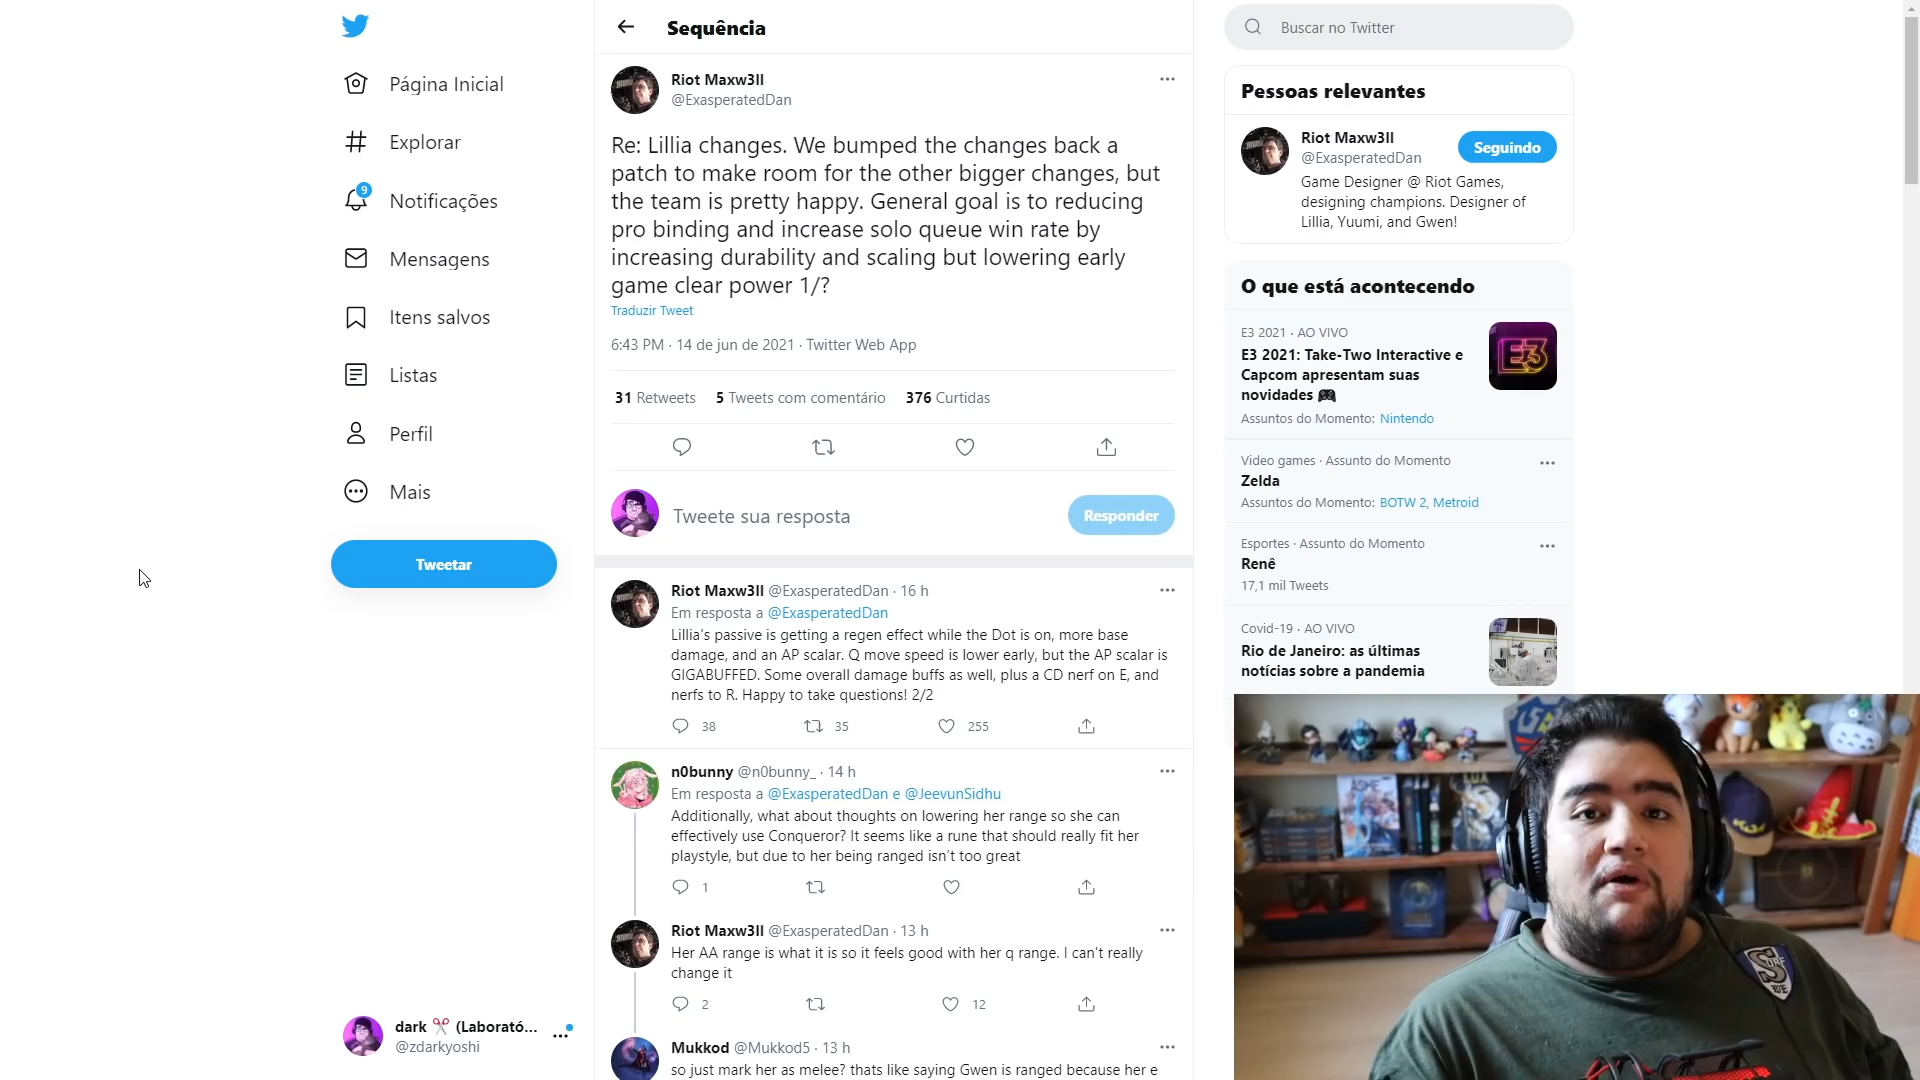 Página Inicial
Explorar
9
Notificações
Mensagens
Itens salvos
Listas
Perfil
Mais
Tweetar
dark ✂️ (Laborató...
@zdarkyoshi
Sequência
Riot Maxw3ll
@ExasperatedDan
Re: Lillia changes. We bumped the changes back a
patch to make room for the other bigger changes, but
the team is pretty happy. General goal is to reducing
pro binding and increase solo queue win rate by
increasing durability and scaling but lowering early
game clear power 1/?
Traduzir Tweet
6:43 PM · 14 de jun de 2021 · Twitter Web App
31 Retweets 5 Tweets com comentário 376 Curtidas
Tweete sua resposta
Responder
Riot Maxw3ll @ExasperatedDan · 16 h
Em resposta a @ExasperatedDan
Lillia's passive is getting a regen effect while the Dot is on, more base
damage, and an AP scalar. Q move speed is lower early, but the AP scalar is
GIGABUFFED. Some overall damage buffs as well, plus a CD nerf on E, and
nerfs to R. Happy to take questions! 2/2
38 35 255
n0bunny @n0bunny_ · 14 h
Em resposta a @ExasperatedDan e @JeevunSidhu
Additionally, what about thoughts on lowering her range so she can
effectively use Conqueror? It seems like a rune that should really fit her
playstyle, but due to her being ranged isn't too great
1
Riot Maxw3ll @ExasperatedDan · 13 h
Her AA range is what it is so it feels good with her q range. I can't really
change it
2 12
Mukkod @Mukkod5 · 13 h
so just mark her as melee? thats like saying Gwen is ranged because her e
Buscar no Twitter
Pessoas relevantes
Riot Maxw3ll
@ExasperatedDan
Seguindo
Game Designer @ Riot Games,
designing champions. Designer of
Lillia, Yuumi, and Gwen!
O que está acontecendo
E3 2021 · AO VIVO
E3 2021: Take-Two Interactive e
Capcom apresentam suas
novidades 🎮
Assuntos do Momento: Nintendo
E3
Video games · Assunto do Momento
Zelda
Assuntos do Momento: BOTW 2, Metroid
Esportes · Assunto do Momento
Renê
17,1 mil Tweets
Covid-19 · AO VIVO
Rio de Janeiro: as últimas
notícias sobre a pandemia
LUX